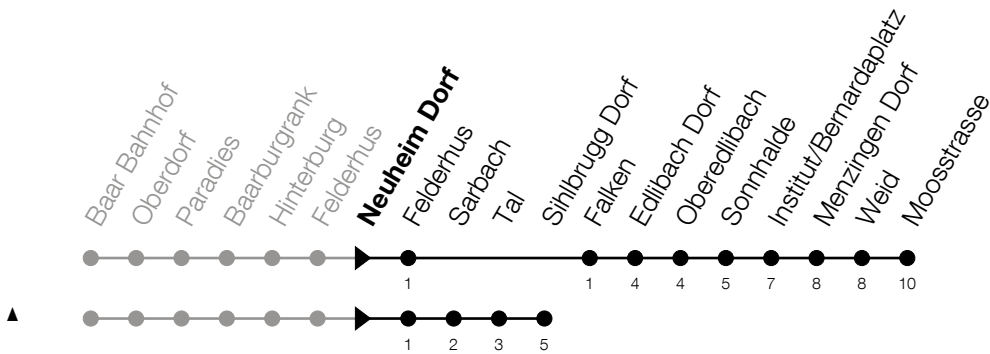 Baar Bahnhof
Oberdorf
Paradies
Baarburgrank
Hinterburg
Felderhus
Neuheim Dorf
Felderhus
Sarbach
Tal
Sihlbrugg Dorf
Falken
Edlibach Dorf
Oberedlibach
Sonnhalde
Institut/Bernardaplatz
Menzingen Dorf
Weid
Moosstrasse
1 1 4 4 5 7 8 8 10
1 2 3 5